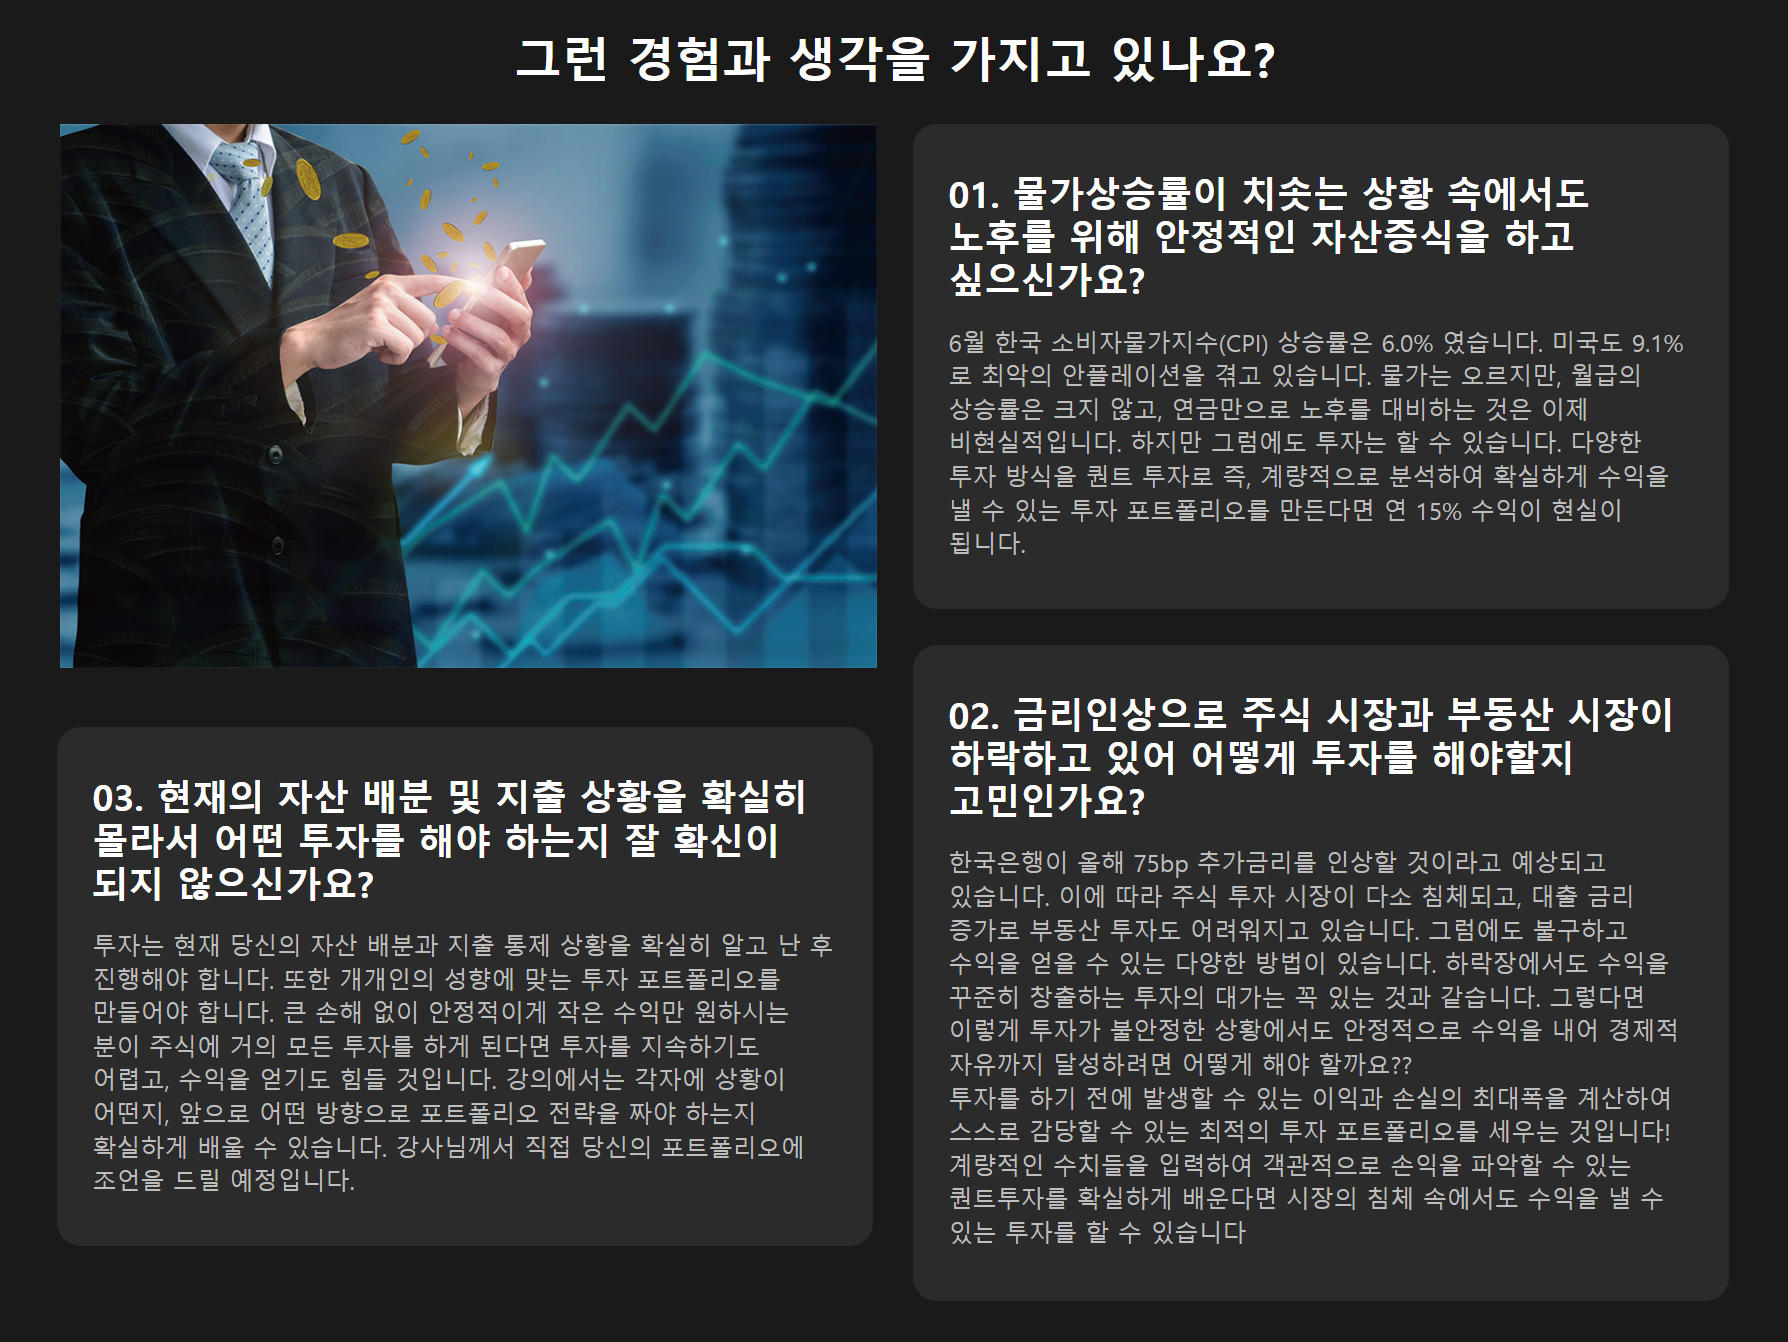 그런 경험과 생각을 가지고 있나요?
01. 물가상승률이 치솟는 상황 속에서도
노후를 위해 안정적인 자산증식을 하고
싶으신가요?
6월 한국 소비자물가지수(CPI) 상승률은 6.0% 였습니다. 미국도 9.1%
로 최악의 안플레이션을 겪고 있습니다. 물가는 오르지만, 월급의
상승률은 크지 않고, 연금만으로 노후를 대비하는 것은 이제
비현실적입니다. 하지만 그럼에도 투자는 할 수 있습니다. 다양한
투자 방식을 퀀트 투자로 즉, 계량적으로 분석하여 확실하게 수익을
낼 수 있는 투자 포트폴리오를 만든다면 연 15% 수익이 현실이
됩니다.
02. 금리인상으로 주식 시장과 부동산 시장이
하락하고 있어 어떻게 투자를 해야할지
고민인가요?
한국은행이 올해 75bp 추가금리를 인상할 것이라고 예상되고
있습니다. 이에 따라 주식 투자 시장이 다소 침체되고, 대출 금리
증가로 부동산 투자도 어려워지고 있습니다. 그럼에도 불구하고
수익을 얻을 수 있는 다양한 방법이 있습니다. 하락장에서도 수익을
꾸준히 창출하는 투자의 대가는 꼭 있는 것과 같습니다. 그렇다면
이렇게 투자가 불안정한 상황에서도 안정적으로 수익을 내어 경제적
자유까지 달성하려면 어떻게 해야 할까요??
투자를 하기 전에 발생할 수 있는 이익과 손실의 최대폭을 계산하여
스스로 감당할 수 있는 최적의 투자 포트폴리오를 세우는 것입니다!
계량적인 수치들을 입력하여 객관적으로 손익을 파악할 수 있는
퀀트투자를 확실하게 배운다면 시장의 침체 속에서도 수익을 낼 수
있는 투자를 할 수 있습니다
03. 현재의 자산 배분 및 지출 상황을 확실히
몰라서 어떤 투자를 해야 하는지 잘 확신이
되지 않으신가요?
투자는 현재 당신의 자산 배분과 지출 통제 상황을 확실히 알고 난 후
진행해야 합니다. 또한 개개인의 성향에 맞는 투자 포트폴리오를
만들어야 합니다. 큰 손해 없이 안정적이게 작은 수익만 원하시는
분이 주식에 거의 모든 투자를 하게 된다면 투자를 지속하기도
어렵고, 수익을 얻기도 힘들 것입니다. 강의에서는 각자에 상황이
어떤지, 앞으로 어떤 방향으로 포트폴리오 전략을 짜야 하는지
확실하게 배울 수 있습니다. 강사님께서 직접 당신의 포트폴리오에
조언을 드릴 예정입니다.